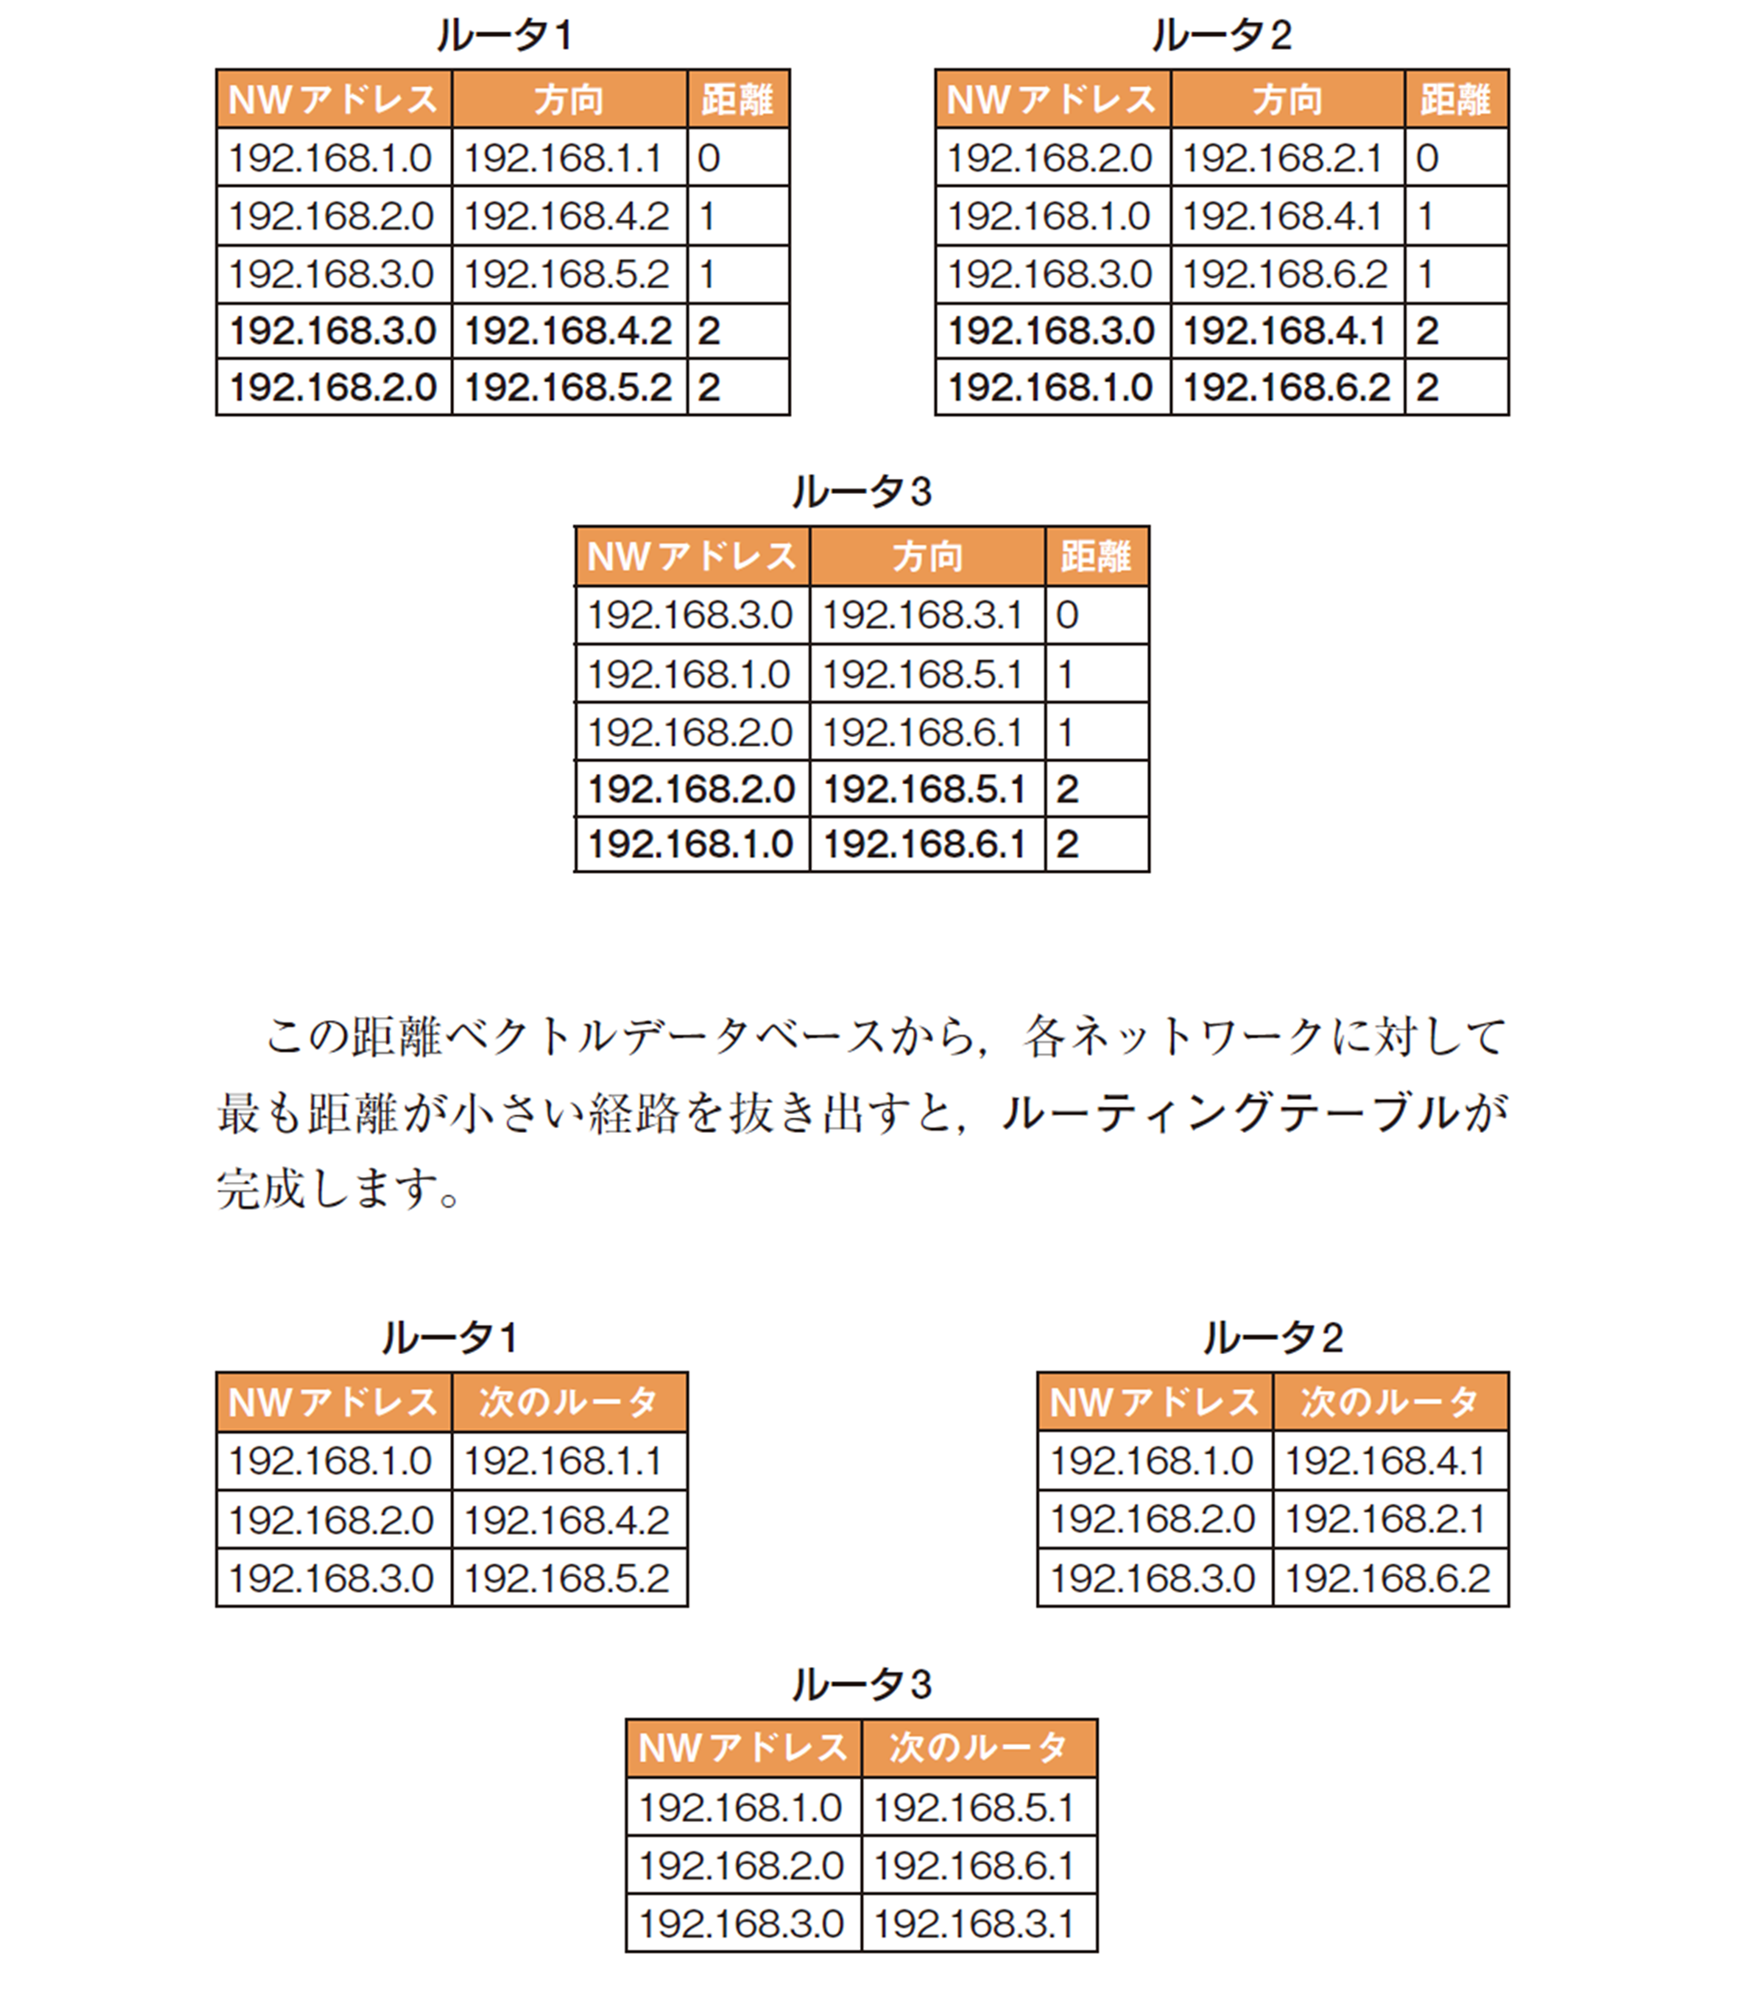 ルータ1
NWアドレス 方向 距離
192.168.1.0 192.168.1.1 0
192.168.2.0 192.168.4.2 1
192.168.3.0 192.168.5.2 1
192.168.3.0 192.168.4.2 2
192.168.2.0 192.168.5.2 2
ルータ2
NWアドレス 方向 距離
192.168.2.0 192.168.2.1 0
192.168.1.0 192.168.4.1 1
192.168.3.0 192.168.6.2 1
192.168.3.0 192.168.4.1 2
192.168.1.0 192.168.6.2 2
ルータ3
NWアドレス 方向 距離
192.168.3.0 192.168.3.1 0
192.168.1.0 192.168.5.1 1
192.168.2.0 192.168.6.1 1
192.168.2.0 192.168.5.1 2
192.168.1.0 192.168.6.1 2
この距離ベクトルデータベースから，各ネットワークに対して
最も距離が小さい経路を抜き出すと，ルーティングテーブルが
完成します。
ルータ1
NWアドレス 次のルータ
192.168.1.0 192.168.1.1
192.168.2.0 192.168.4.2
192.168.3.0 192.168.5.2
ルータ2
NWアドレス 次のルータ
192.168.1.0 192.168.4.1
192.168.2.0 192.168.2.1
192.168.3.0 192.168.6.2
ルータ3
NWアドレス 次のルータ
192.168.1.0 192.168.5.1
192.168.2.0 192.168.6.1
192.168.3.0 192.168.3.1